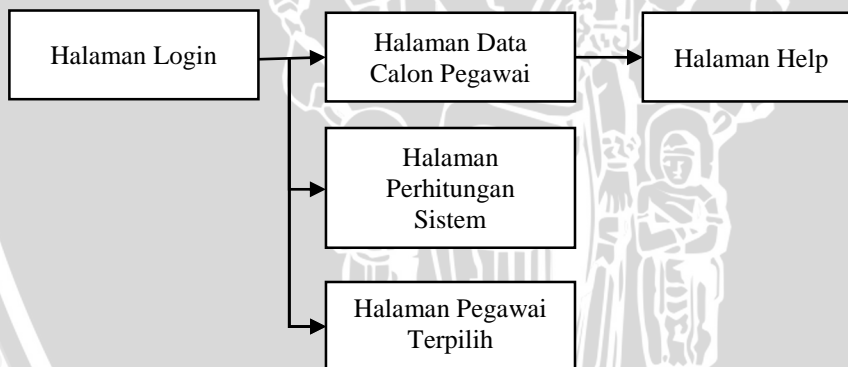 Halaman Login
Halaman Data
Calon Pegawai
Halaman Help
Halaman
Perhitungan
Sistem
Halaman Pegawai
Terpilih